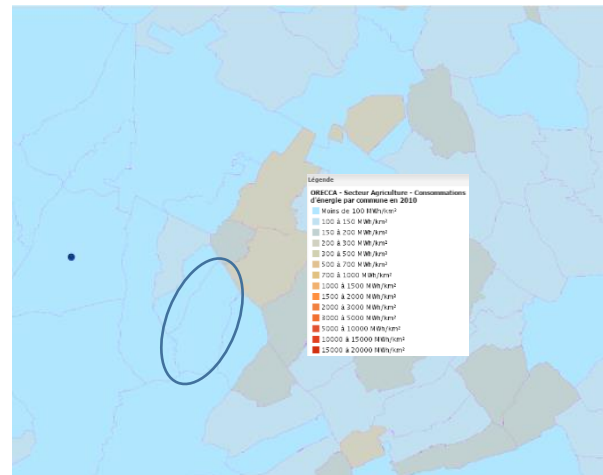 Légende
ORECCA - Secteur Agriculture - Consommations
d'énergie par commune en 2010
Moins de 100 MWh/km²
100 à 150 MWh/km²
150 à 200 MWh/km²
200 à 300 MWh/km²
300 à 500 MWh/km²
500 à 700 MWh/km²
700 à 1000 MWh/km²
1000 à 1500 MWh/km²
1500 à 2000 MWh/km²
2000 à 3000 MWh/km²
3000 à 5000 MWh/km²
5000 à 10000 MWh/km²
10000 à 15000 MWh/km²
15000 à 20000 MWh/km²